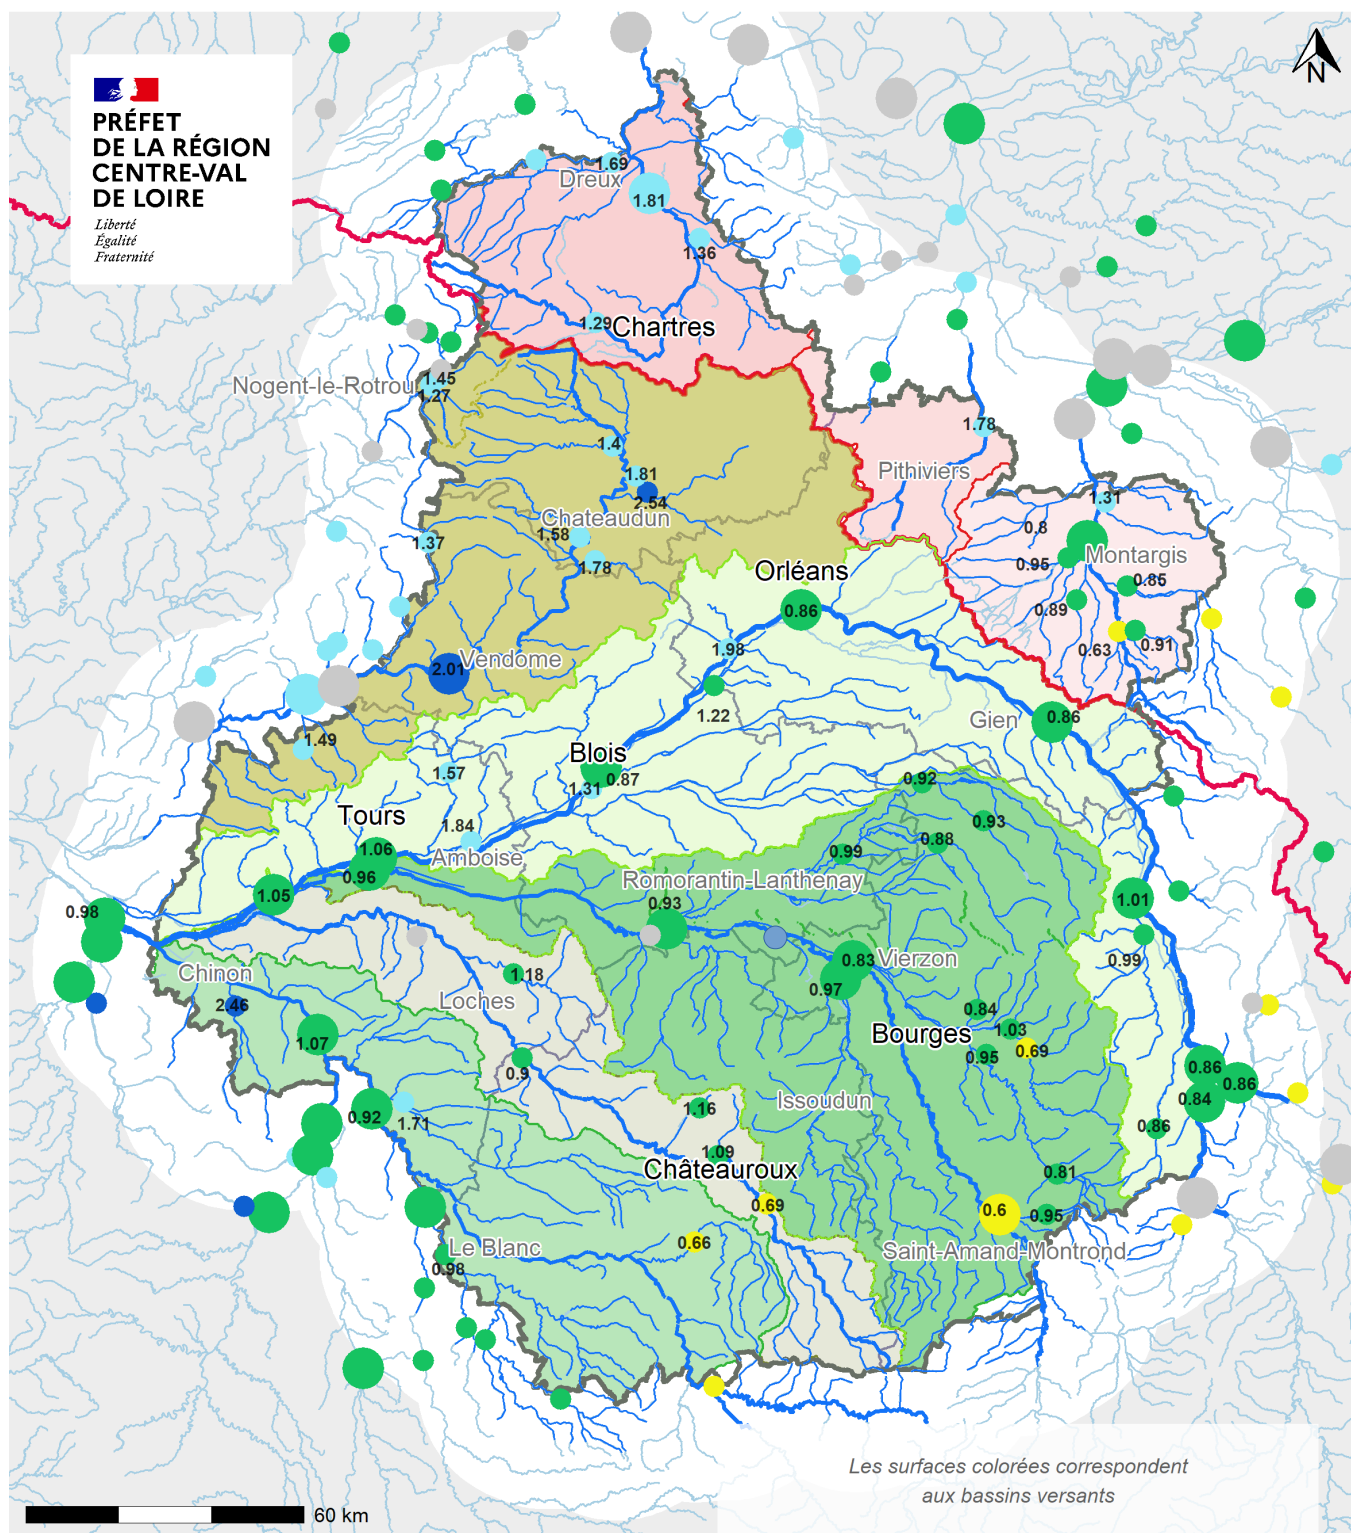 PRÉFET
DE LA RÉGION
CENTRE-VAL
DE LOIRE
Liberté
Égalité
Fraternité
N
1.69
Dreux
1.81
1.36
1.29
Chartres
1.45
Nogent-le-Rotrou
1.27
1.78
1.4
Pithiviers
1.81
2.54
1.31
Chateaudun
0.8
1.58
1.37
Montargis
1.78
0.95
Orléans
0.85
0.86
0.89
1.98
0.91
0.63
Vendome
2.01
1.22
Gien
0.86
1.49
Blois
1.57
0.87
0.92
1.31
Tours
0.93
1.84
0.88
1.06
0.99
Amboise
0.96
Romorantin-Lanthenay
1.05
0.93
1.01
0.98
0.83
Vierzon
0.99
Chinon
1.18
0.97
Loches
2.46
0.84
1.03
Bourges
1.07
0.95
0.69
0.9
0.86
0.86
Issoudun
0.84
1.16
0.92
1.71
0.86
1.09
Châteauroux
0.81
0.69
0.6
0.95
0.66
Le Blanc
Saint-Amand-Montrond
0.98
Les surfaces colorées correspondent
aux bassins versants
60 km